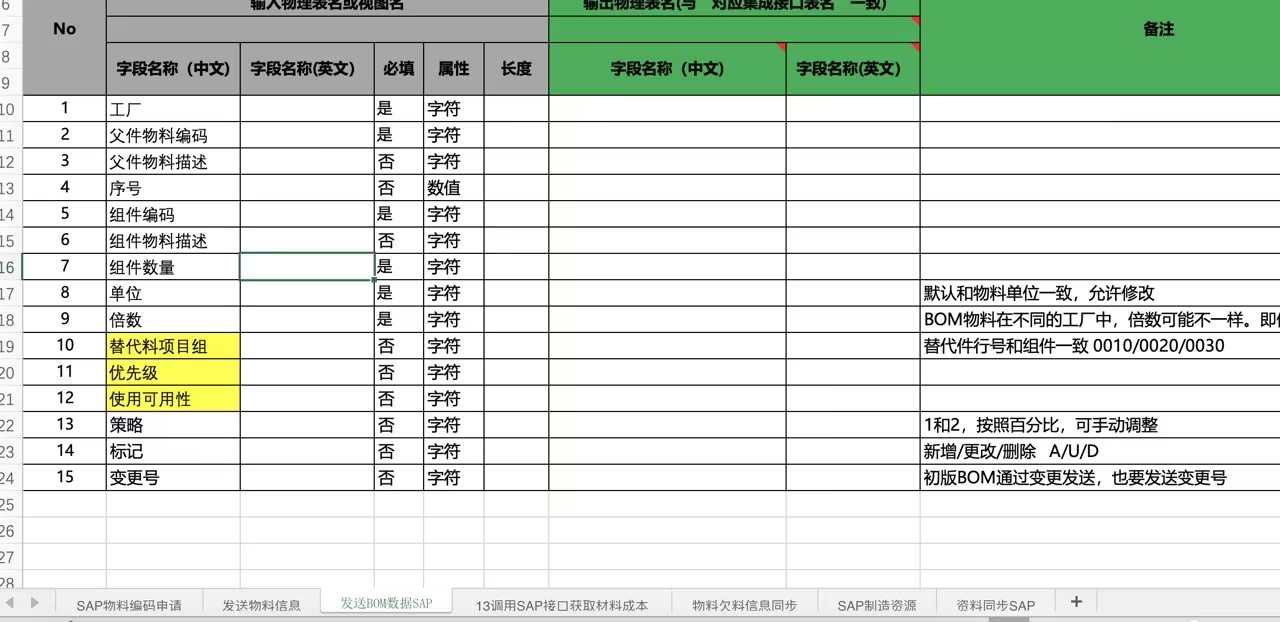 输入物理表名或视图名 输出物理表名(与 对应集成接口表名 一致)
No 备注
字段名称（中文） 字段名称(英文) 必填 属性 长度 字段名称（中文） 字段名称(英文)
10 1 工厂 是 字符
11 2 父件物料编码 是 字符
12 3 父件物料描述 否 字符
13 4 序号 否 数值
14 5 组件编码 是 字符
15 6 组件物料描述 否 字符
16 7 组件数量 是 字符
17 8 单位 是 字符 默认和物料单位一致，允许修改
18 9 倍数 是 字符 BOM物料在不同的工厂中，倍数可能不一样。即
19 10 替代料项目组 否 字符 替代件行号和组件一致 0010/0020/0030
20 11 优先级 否 字符
21 12 使用可用性 否 字符
22 13 策略 否 字符 1和2，按照百分比，可手动调整
23 14 标记 否 字符 新增/更改/删除 A/U/D
24 15 变更号 否 字符 初版BOM通过变更发送，也要发送变更号
25
26
27
28
SAP物料编码申请 发送物料信息 发送BOM数据SAP 13调用SAP接口获取材料成本 物料欠料信息同步 SAP制造资源 资料同步SAP +